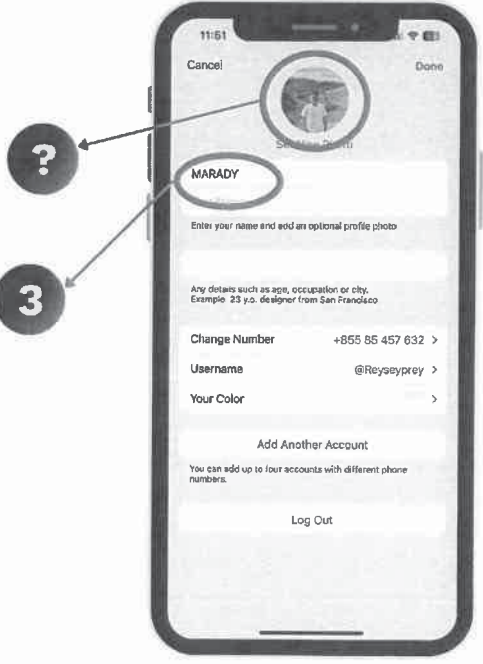 11:51
Cancel
Done
?
MARADY
Enter your name and add an optional profile photo
3
Any details such as age, occupation or city.
Example: 23 y.o. designer from San Francisco
Change Number +855 85 457 632 >
Username @Reyseyprey >
Your Color >
Add Another Account
You can add up to four accounts with different phone
numbers.
Log Out